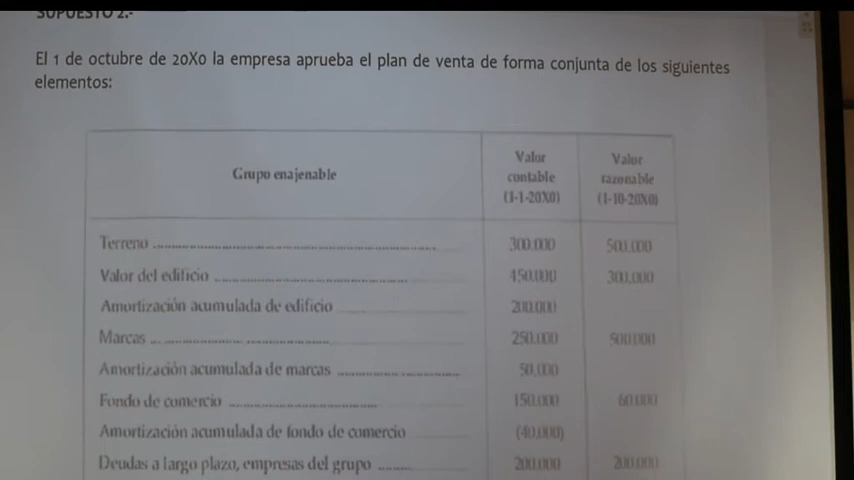 SUPUESTO 2.-
El 1 de octubre de 20X0 la empresa aprueba el plan de venta de forma conjunta de los siguientes
elementos:
Grupo enajenable Valor contable (1-1-20X0) Valor razonable (1-10-20X0)
Terreno 300.000 500.000
Valor del edificio 450.000 300.000
Amortización acumulada de edificio 200.000
Marcas 250.000 500.000
Amortización acumulada de marcas 50.000
Fondo de comercio 150.000 60.000
Amortización acumulada de fondo de comercio (40.000)
Deudas a largo plazo, empresas del grupo 200.000 200.000